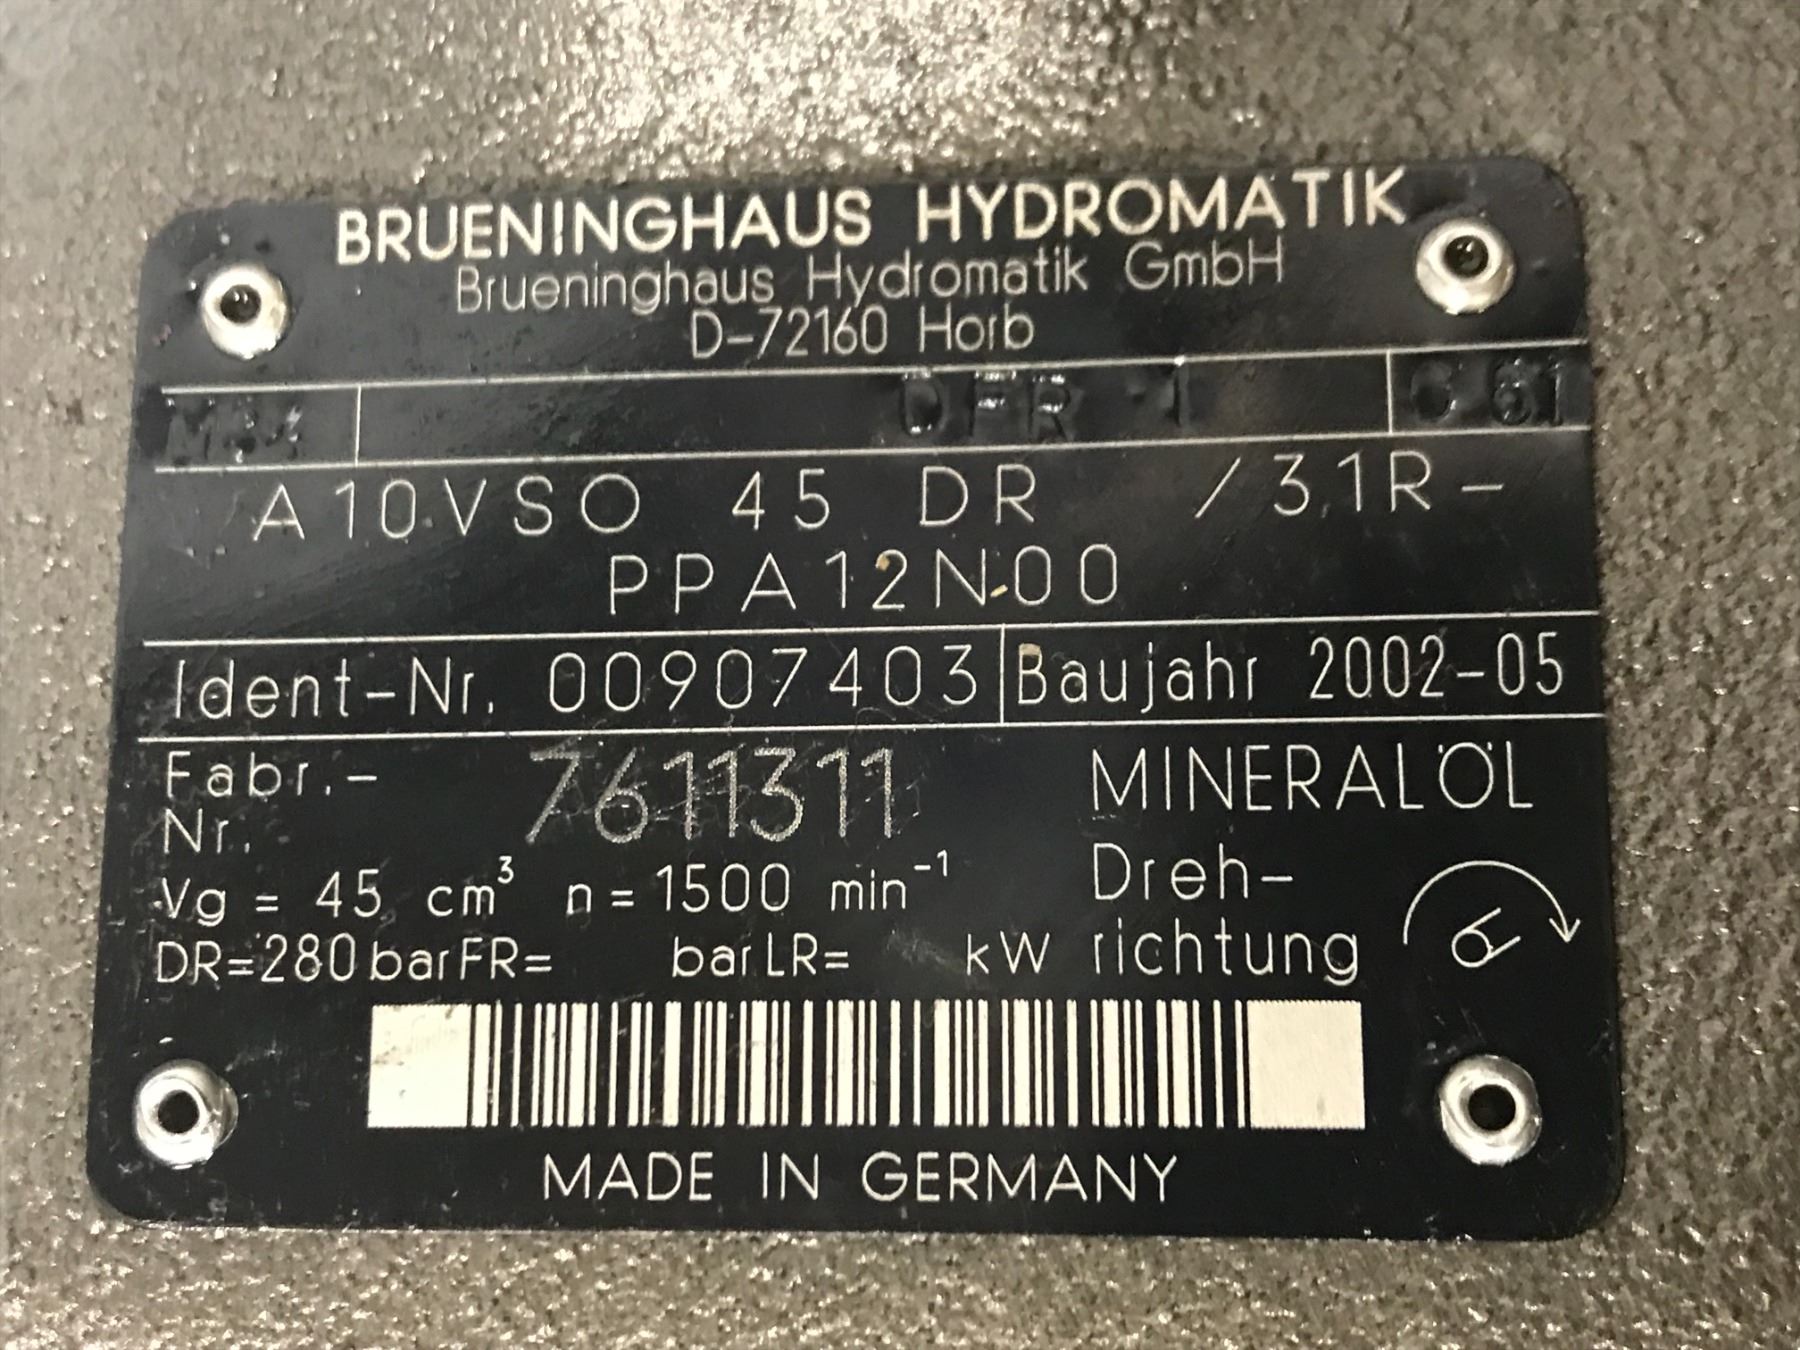 BRUENINGHAUS HYDROMATIK
Brueninghaus Hydromatik GmbH
D-72160 Horb
DFR 1
A10VSO 45 DR /31R-
PPA12N00
Ident-Nr. 00907403 Baujahr 2002-05
Fabr.-
Nr. 7611311 MINERALÖL
Vg = 45 cm³ n = 1500 min⁻¹ Dreh-
DR=280 bar FR= bar LR= kW richtung
MADE IN GERMANY